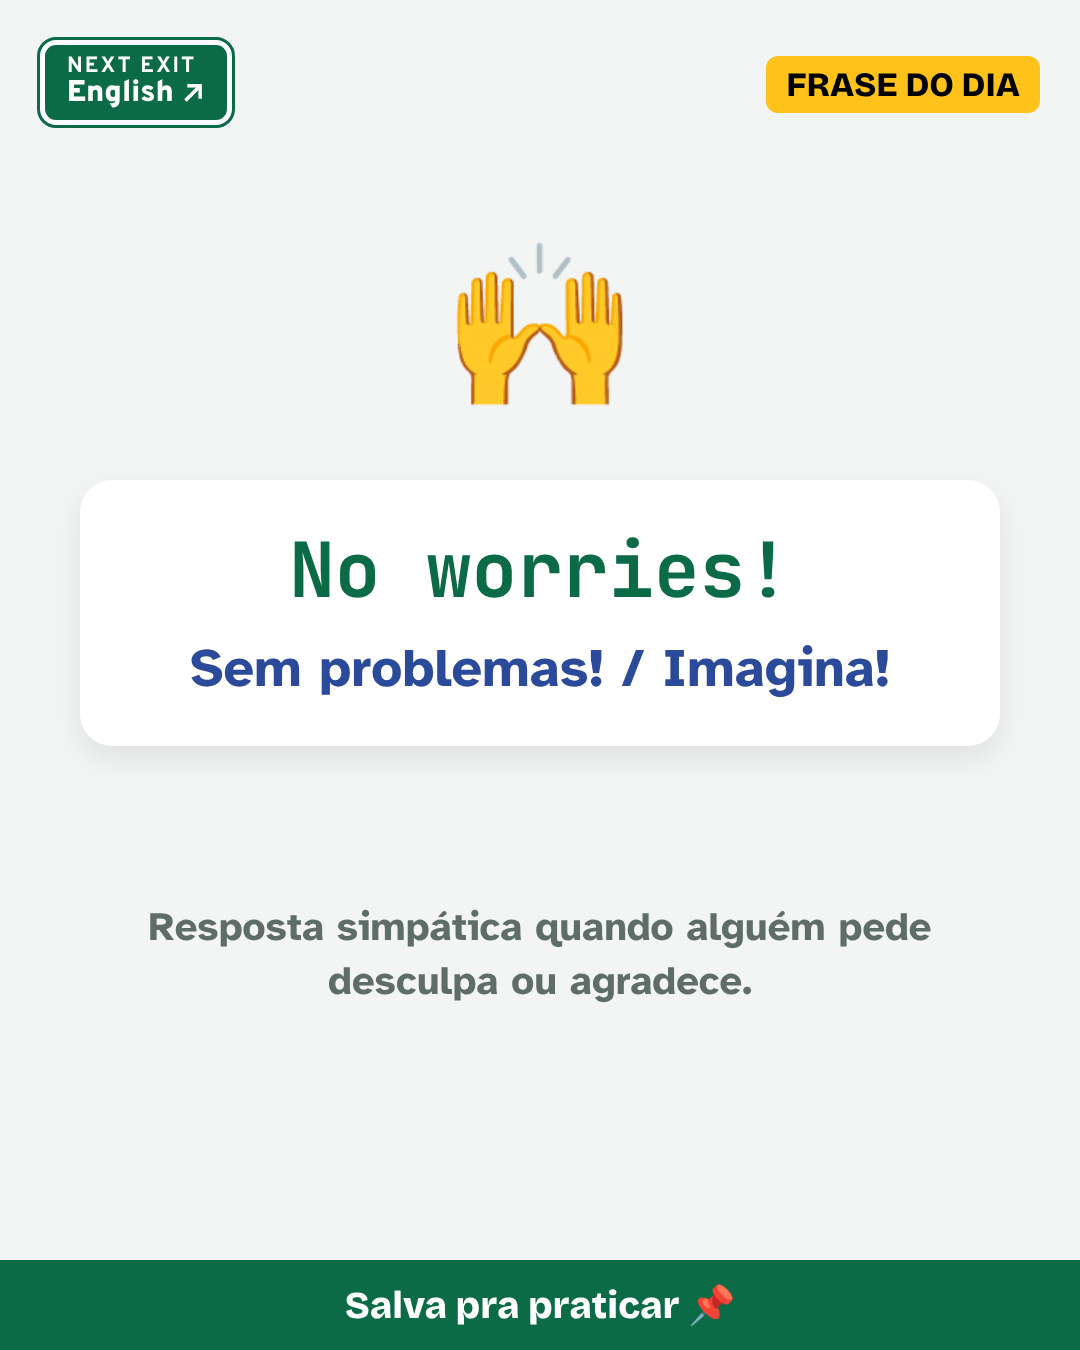 NEXT EXIT
English ↗
FRASE DO DIA
No worries!
Sem problemas! / Imagina!
Resposta simpática quando alguém pede
desculpa ou agradece.
Salva pra praticar 📌